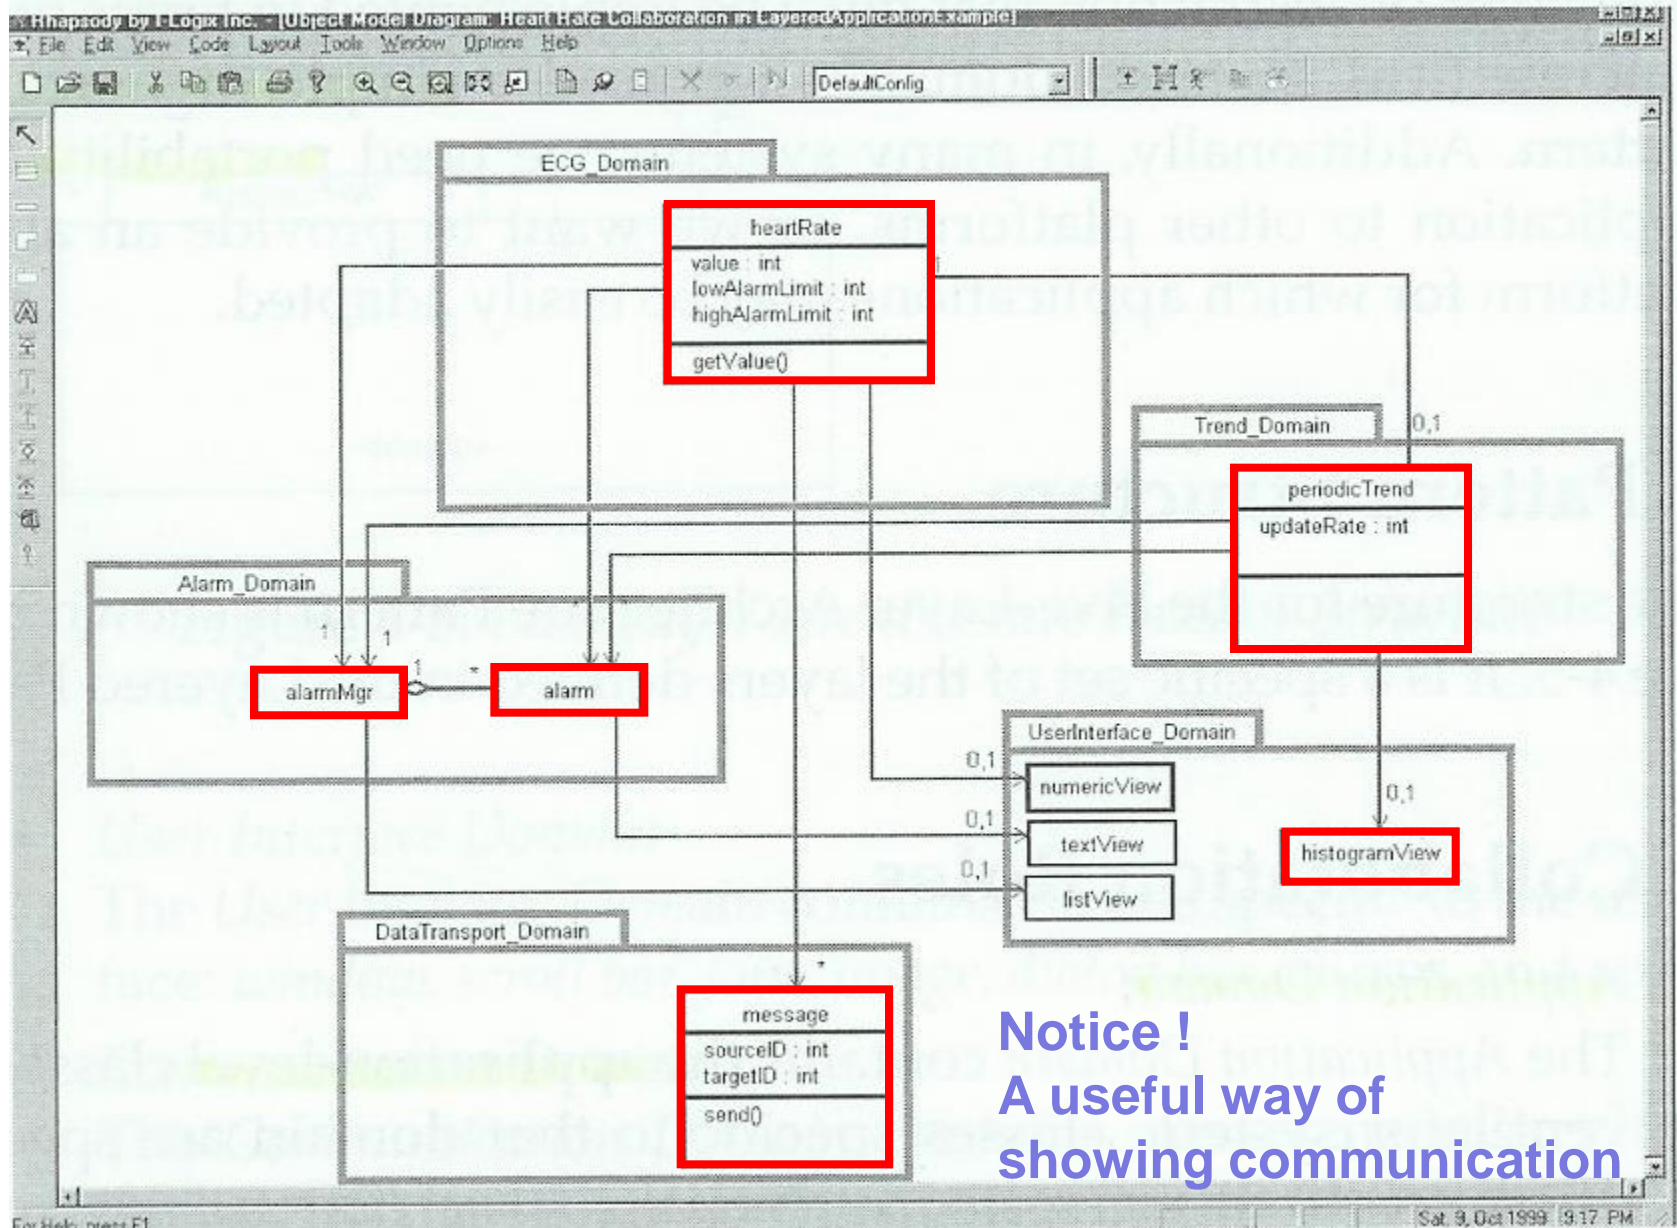 Rhapsody by I-Logix Inc. - [Object Model Diagram: Heart Rate Collaboration in LayeredApplicationExample]
File Edit View Code Layout Tools Window Options Help
DefaultConfig
ECG_Domain
heartRate
value : int
lowAlarmLimit : int
highAlarmLimit : int
getValue()
1
Trend_Domain
0,1
periodicTrend
updateRate : int
Alarm_Domain
1
1
alarmMgr
1
*
alarm
UserInterface_Domain
0,1
numericView
0,1
textView
0,1
listView
0,1
histogramView
DataTransport_Domain
*
message
sourceID : int
targetID : int
send()
Notice !
A useful way of
showing communication
For Help, press F1
Sat, 9, Oct 1999 9:17 PM